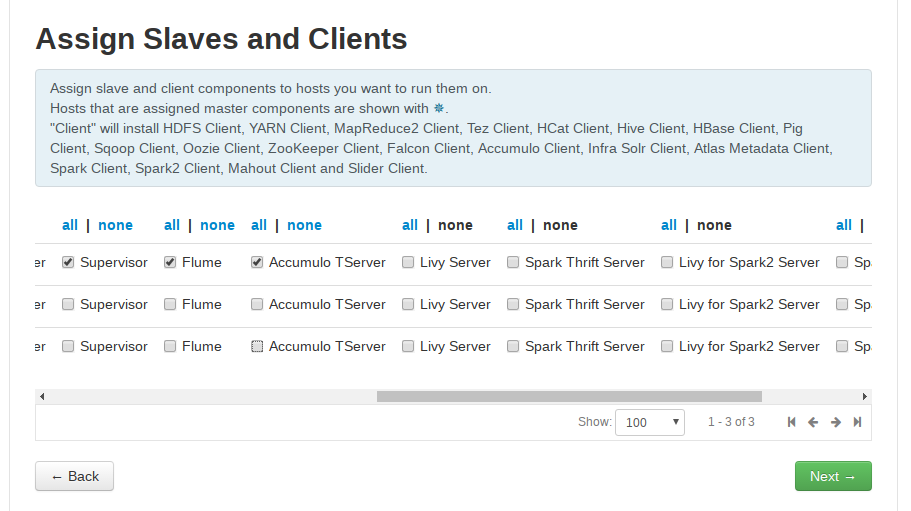 Assign Slaves and Clients
Assign slave and client components to hosts you want to run them on.
Hosts that are assigned master components are shown with ✵.
"Client" will install HDFS Client, YARN Client, MapReduce2 Client, Tez Client, HCat Client, Hive Client, HBase Client, Pig
Client, Sqoop Client, Oozie Client, ZooKeeper Client, Falcon Client, Accumulo Client, Infra Solr Client, Atlas Metadata Client,
Spark Client, Spark2 Client, Mahout Client and Slider Client.
all | none all | none all | none all | none all | none all | none all |
er Supervisor Flume Accumulo TServer Livy Server Spark Thrift Server Livy for Spark2 Server Sp
er Supervisor Flume Accumulo TServer Livy Server Spark Thrift Server Livy for Spark2 Server Sp
er Supervisor Flume Accumulo TServer Livy Server Spark Thrift Server Livy for Spark2 Server Sp
Show: 100 1 - 3 of 3
← Back Next →